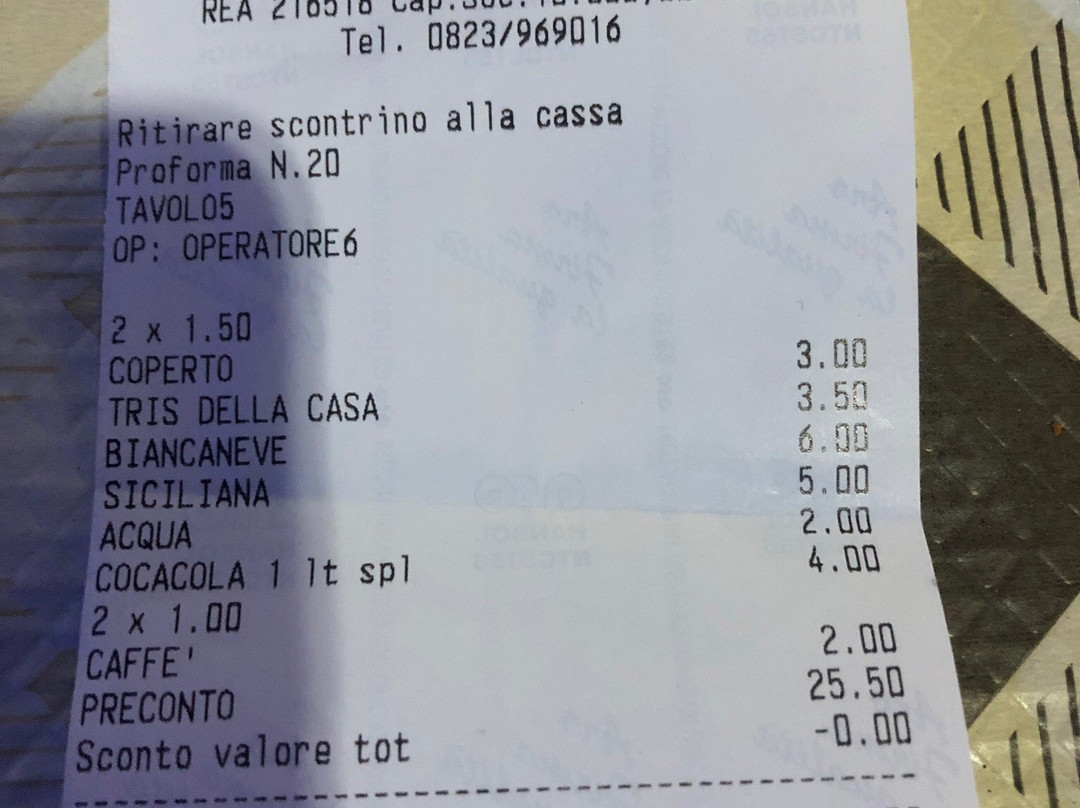 Tel. 0823/969016
Ritirare scontrino alla cassa
Proforma N.20
TAVOLO5
OP: OPERATORE6
2 x 1.50
COPERTO 3.00
TRIS DELLA CASA 3.50
BIANCANEVE 6.00
SICILIANA 5.00
ACQUA 2.00
COCACOLA 1 lt spl 4.00
2 x 1.00
CAFFE' 2.00
PRECONTO 25.50
Sconto valore tot -0.00